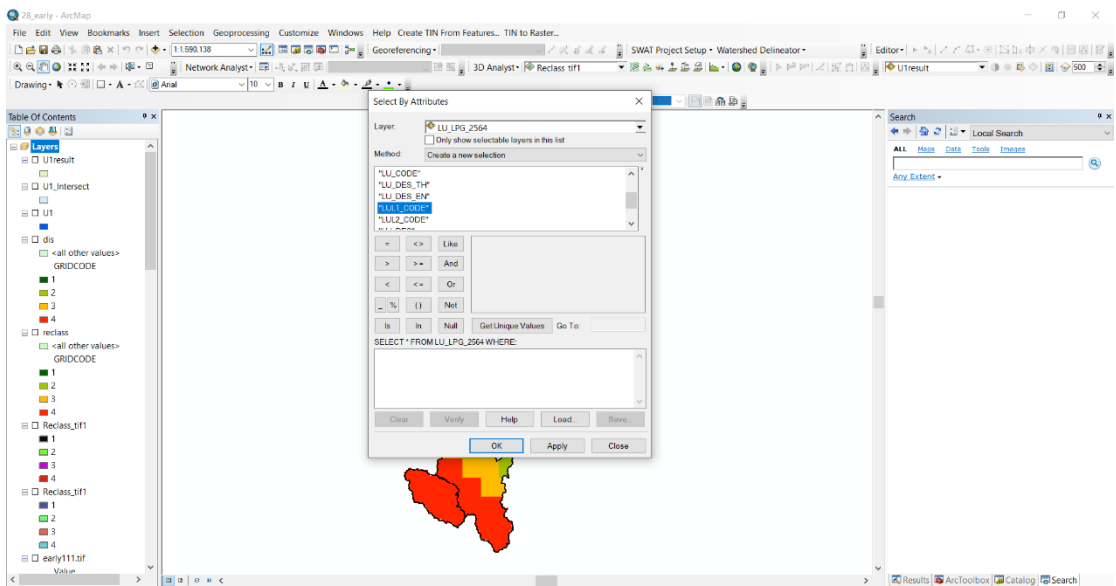 28_early - ArcMap
File Edit View Bookmarks Insert Selection Geoprocessing Customize Windows Help Create TIN From Features... TIN to Raster...
1:1,690,138 Georeferencing SWAT Project Setup Watershed Delineator Editor
Network Analyst 3D Analyst Reclass tif1 U1result 500
Drawing A Arial 10 B I U A
Table Of Contents
Layers
U1result
U1_Intersect
U1
dis
<all other values>
GRIDCODE
1
2
3
4
reclass
<all other values>
GRIDCODE
1
2
3
4
Reclass_tif1
1
2
3
4
Reclass_tif1
1
2
3
4
early111.tif
Value
Select By Attributes
Layer: LU_LPG_2564
Only show selectable layers in this list
Method: Create a new selection
"LU_CODE"
"LU_DES_TH"
"LU_DES_EN"
"LUL1_CODE"
"LUL2_CODE"
= <> Like
> >= And
< <= Or
_ % () Not
Is In Null Get Unique Values Go To:
SELECT * FROM LU_LPG_2564 WHERE:
Clear Verify Help Load... Save...
OK Apply Close
Search
Local Search
ALL Maps Data Tools Images
Any Extent
Results ArcToolbox Catalog Search